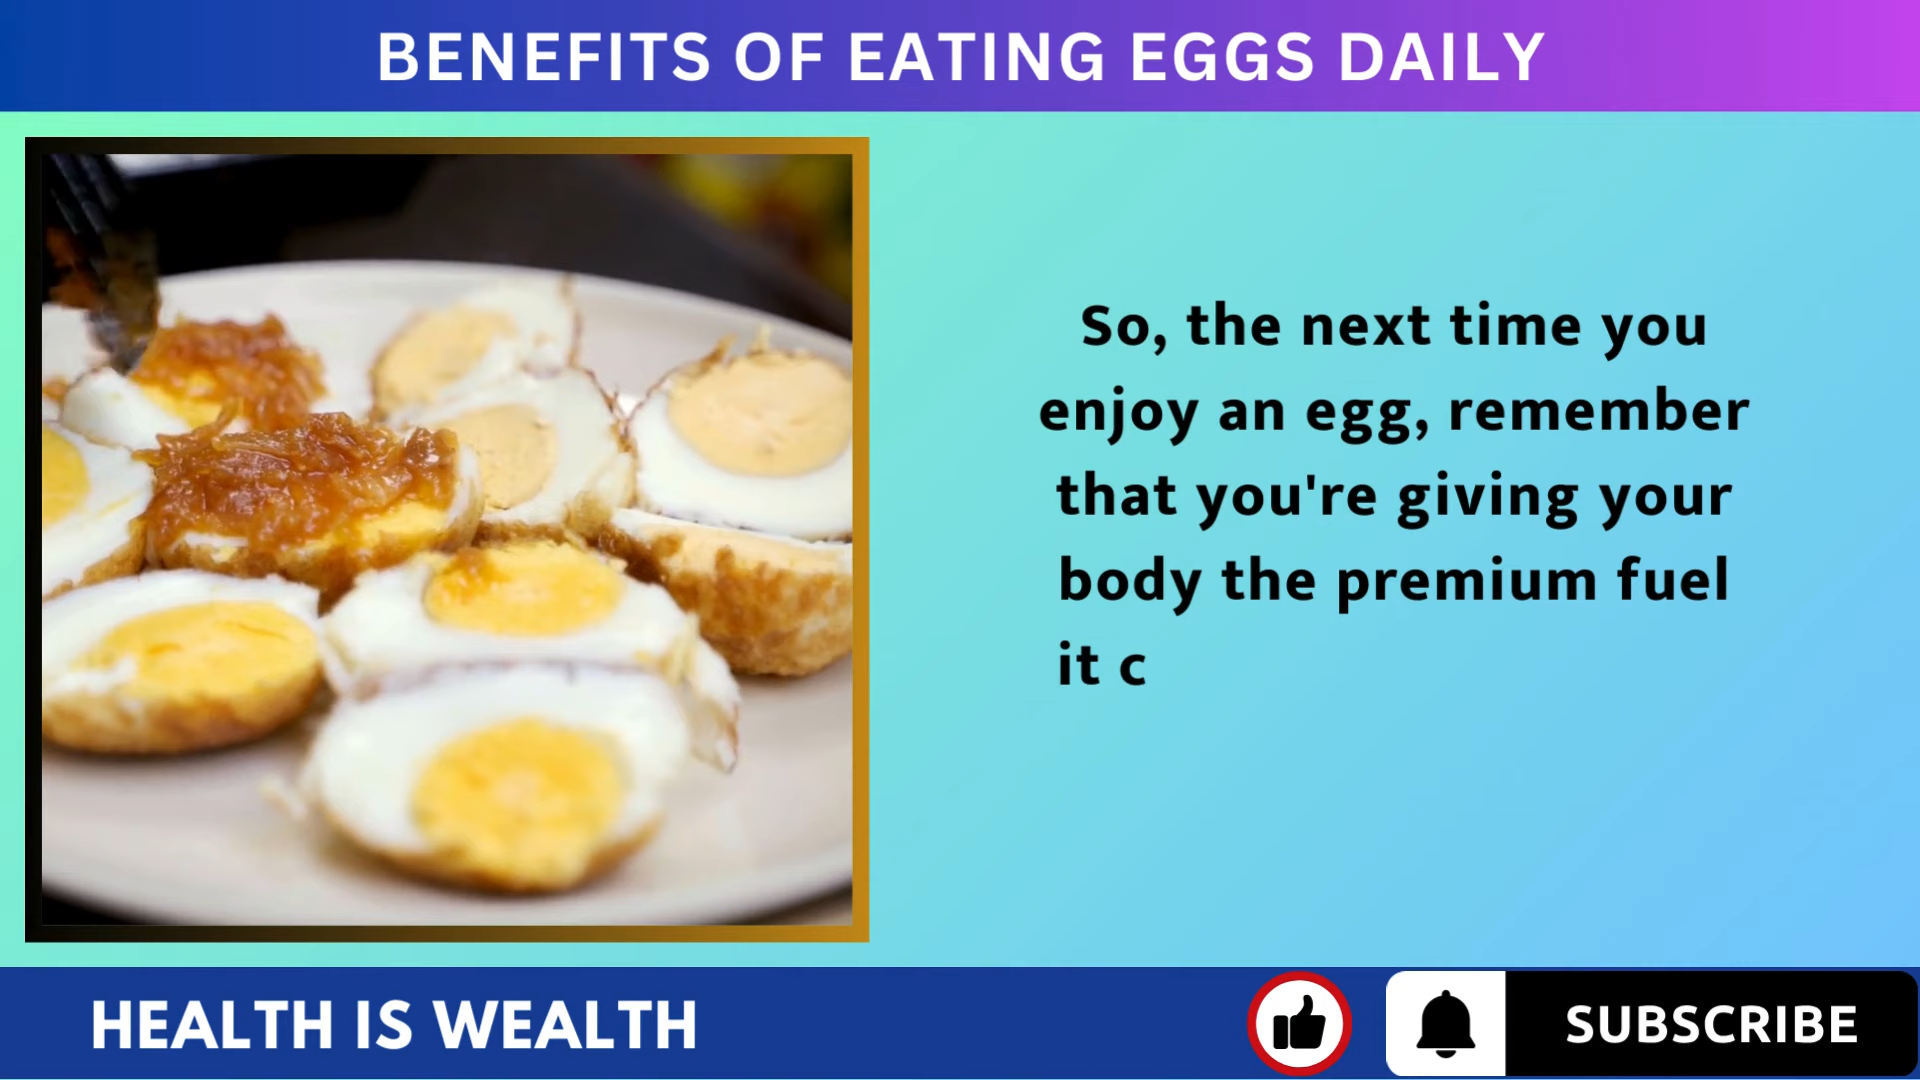 BENEFITS OF EATING EGGS DAILY
So, the next time you
enjoy an egg, remember
that you're giving your
body the premium fuel
it c
HEALTH IS WEALTH
SUBSCRIBE